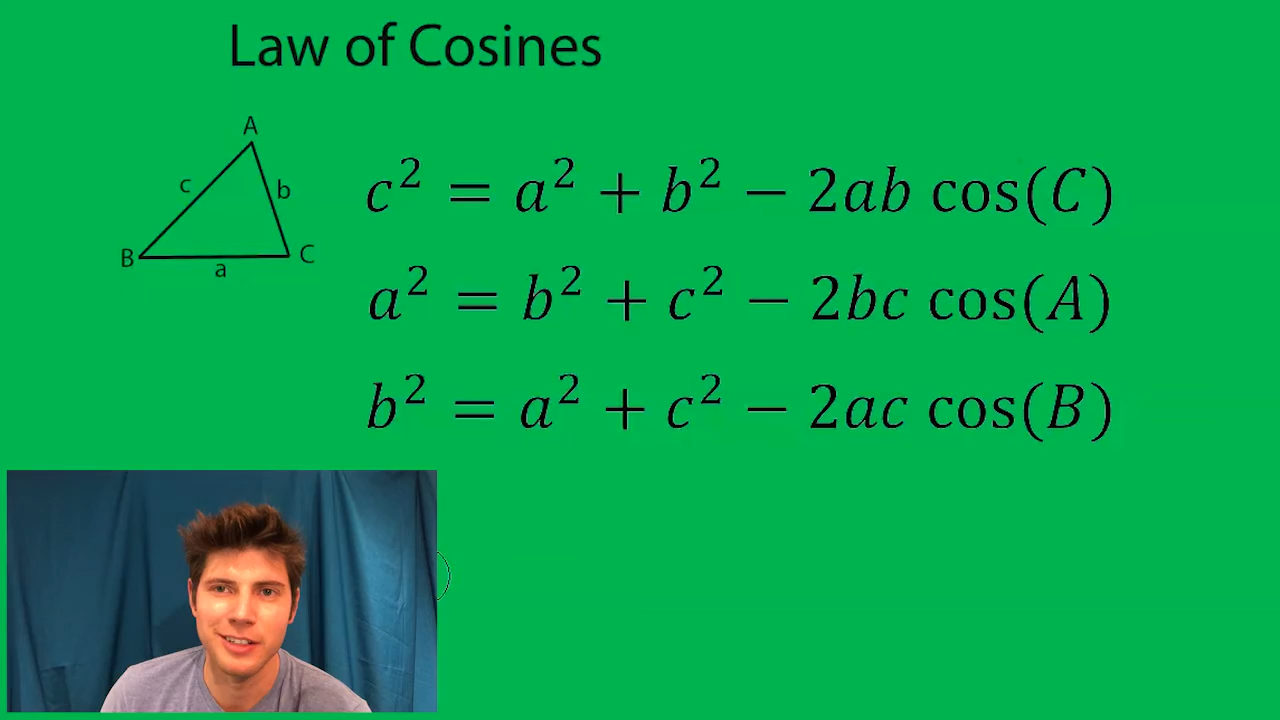 Law of Cosines
A
c
b
B
C
a
c² = a² + b² − 2ab cos(C)
a² = b² + c² − 2bc cos(A)
b² = a² + c² − 2ac cos(B)